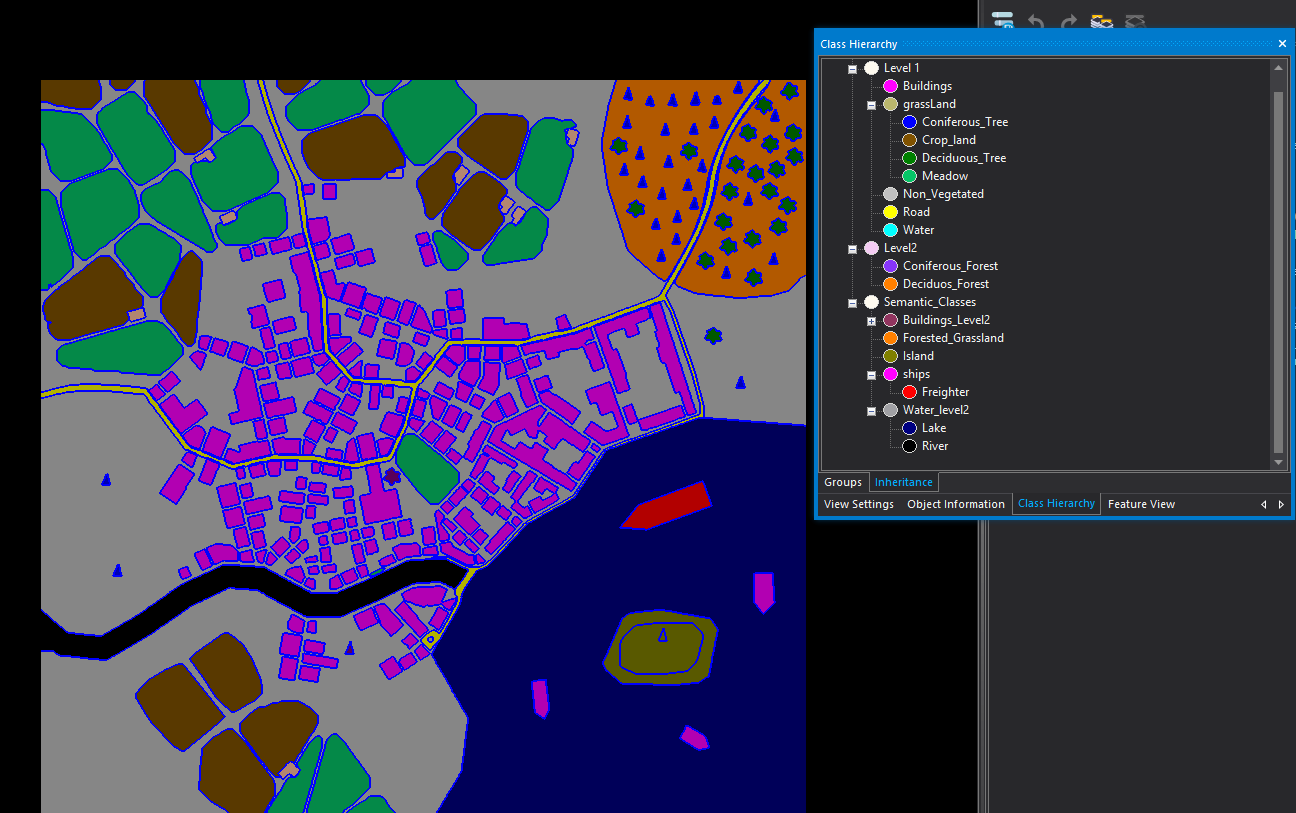 Class Hierarchy
Level 1
Buildings
grassLand
Coniferous_Tree
Crop_land
Deciduous_Tree
Meadow
Non_Vegetated
Road
Water
Level2
Coniferous_Forest
Deciduos_Forest
Semantic_Classes
Buildings_Level2
Forested_Grassland
Island
ships
Freighter
Water_level2
Lake
River
Groups Inheritance
View Settings Object Information Class Hierarchy Feature View